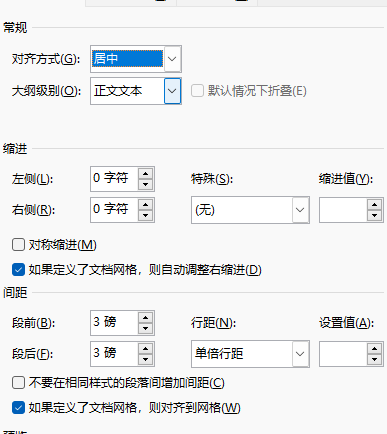 常规
对齐方式(G): 居中
大纲级别(O): 正文文本 默认情况下折叠(E)
缩进
左侧(L): 0 字符 特殊(S): 缩进值(Y):
右侧(R): 0 字符 (无)
对称缩进(M)
如果定义了文档网格，则自动调整右缩进(D)
间距
段前(B): 3 磅 行距(N): 设置值(A):
段后(F): 3 磅 单倍行距
不要在相同样式的段落间增加间距(C)
如果定义了文档网格，则对齐到网格(W)